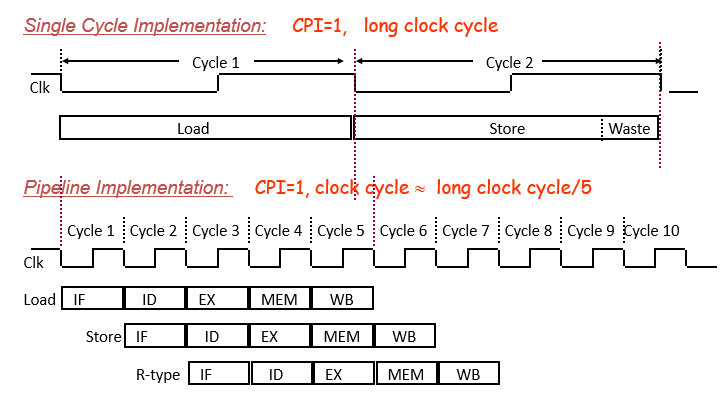 Single Cycle Implementation: CPI=1, long clock cycle
Cycle 1 Cycle 2
Clk
Load Store Waste
Pipeline Implementation: CPI=1, clock cycle ≈ long clock cycle/5
Cycle 1 Cycle 2 Cycle 3 Cycle 4 Cycle 5 Cycle 6 Cycle 7 Cycle 8 Cycle 9 Cycle 10
Clk
Load IF ID EX MEM WB
Store IF ID EX MEM WB
R-type IF ID EX MEM WB